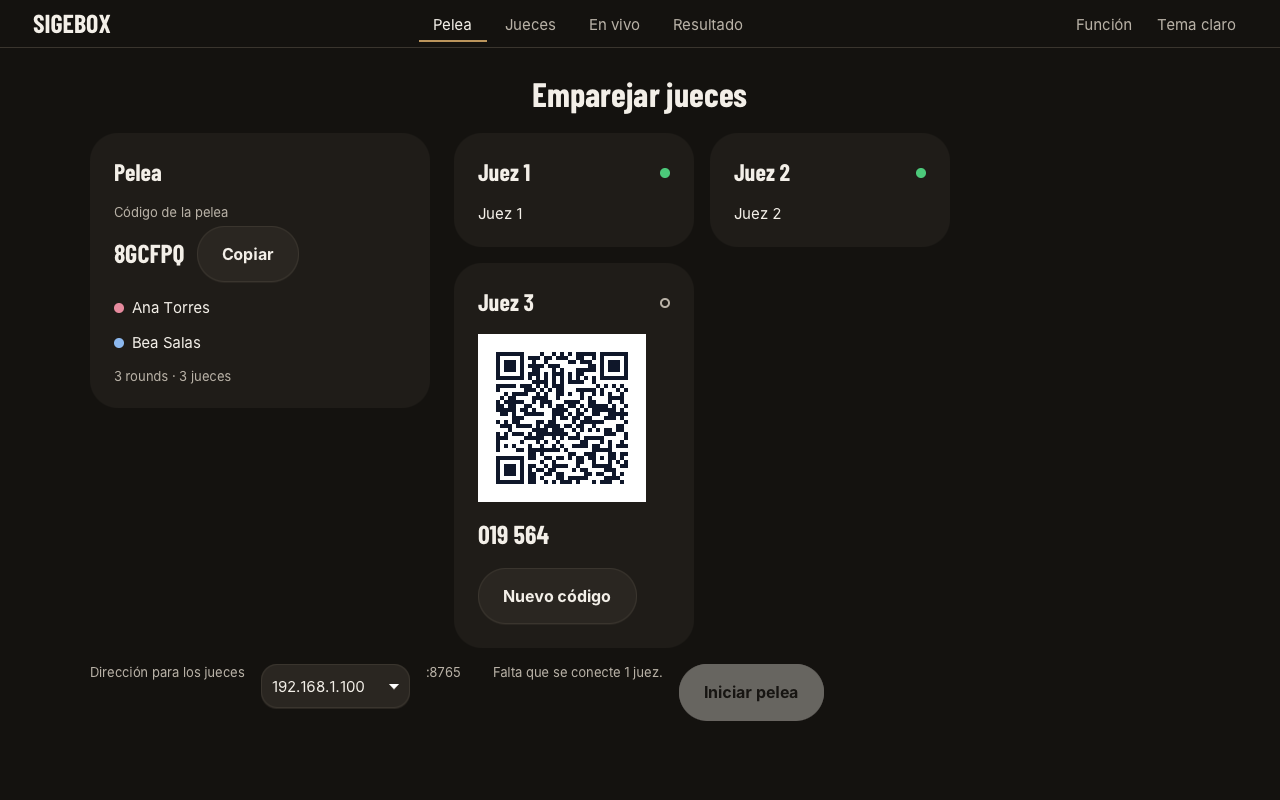 SIGEBOX
Pelea
Jueces
En vivo
Resultado
Función
Tema claro
Emparejar jueces
Pelea
Código de la pelea
8GCFPQ
Copiar
Ana Torres
Bea Salas
3 rounds · 3 jueces
Juez 1
Juez 1
Juez 2
Juez 2
Juez 3
019 564
Nuevo código
Dirección para los jueces
192.168.1.100
:8765
Falta que se conecte 1 juez.
Iniciar pelea